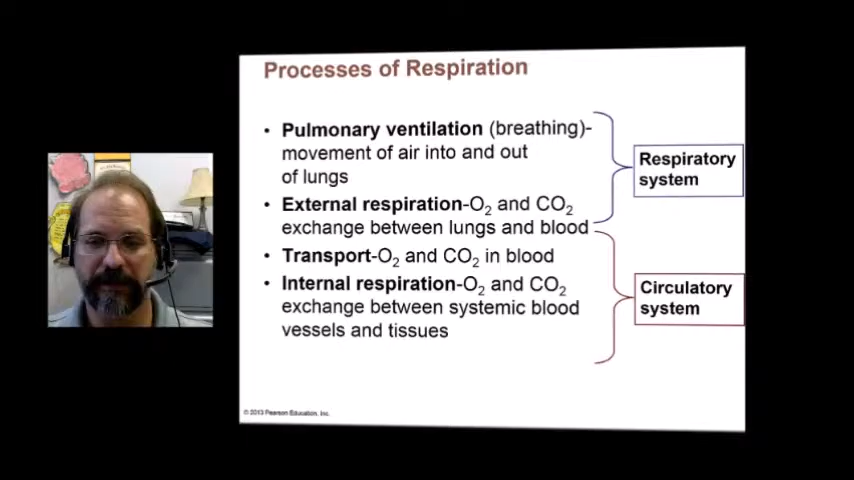 Processes of Respiration
• Pulmonary ventilation (breathing)-
movement of air into and out
of lungs
• External respiration-O₂ and CO₂
exchange between lungs and blood
• Transport-O₂ and CO₂ in blood
• Internal respiration-O₂ and CO₂
exchange between systemic blood
vessels and tissues
Respiratory
system
Circulatory
system
© 2013 Pearson Education, Inc.